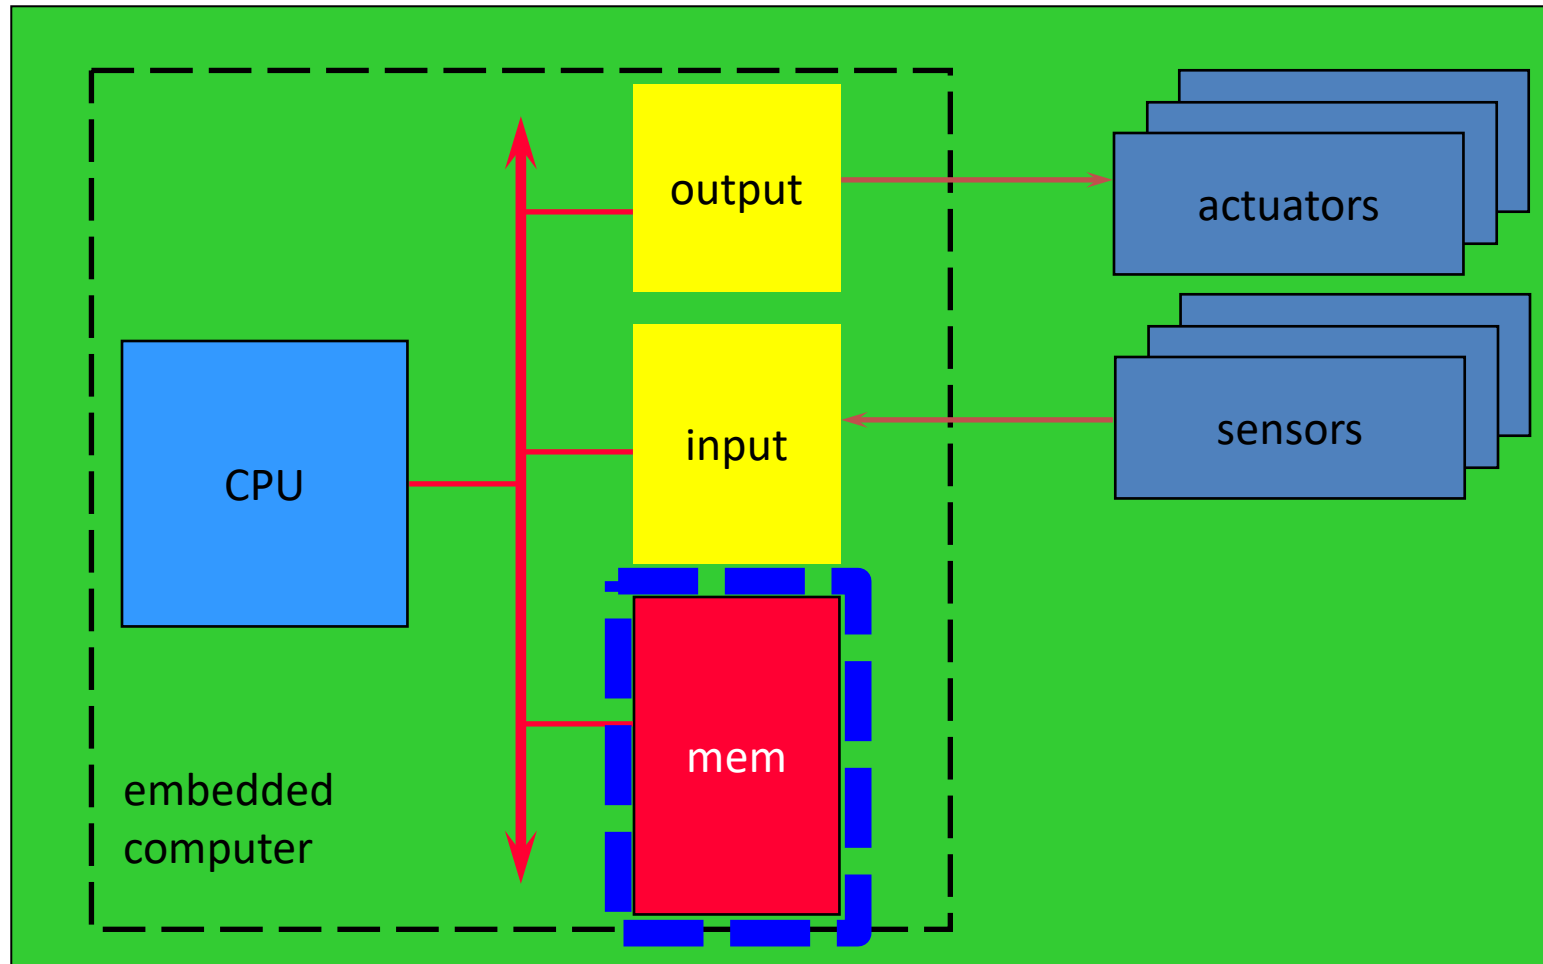 output
actuators
input
sensors
CPU
mem
embedded
computer